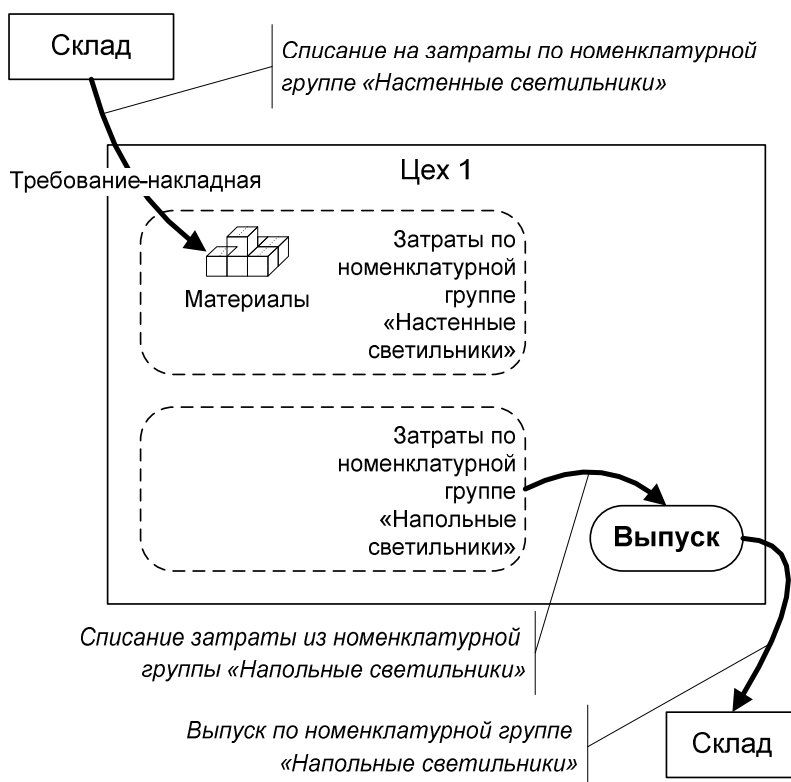 Склад
Списание на затраты по номенклатурной
группе «Настенные светильники»
Цех 1
Требование-накладная
Материалы
Затраты по
номенклатурной
группе
«Настенные
светильники»
Затраты по
номенклатурной
группе
«Напольные
светильники»
Выпуск
Списание затраты из номенклатурной
группы «Напольные светильники»
Выпуск по номенклатурной группе
«Напольные светильники»
Склад